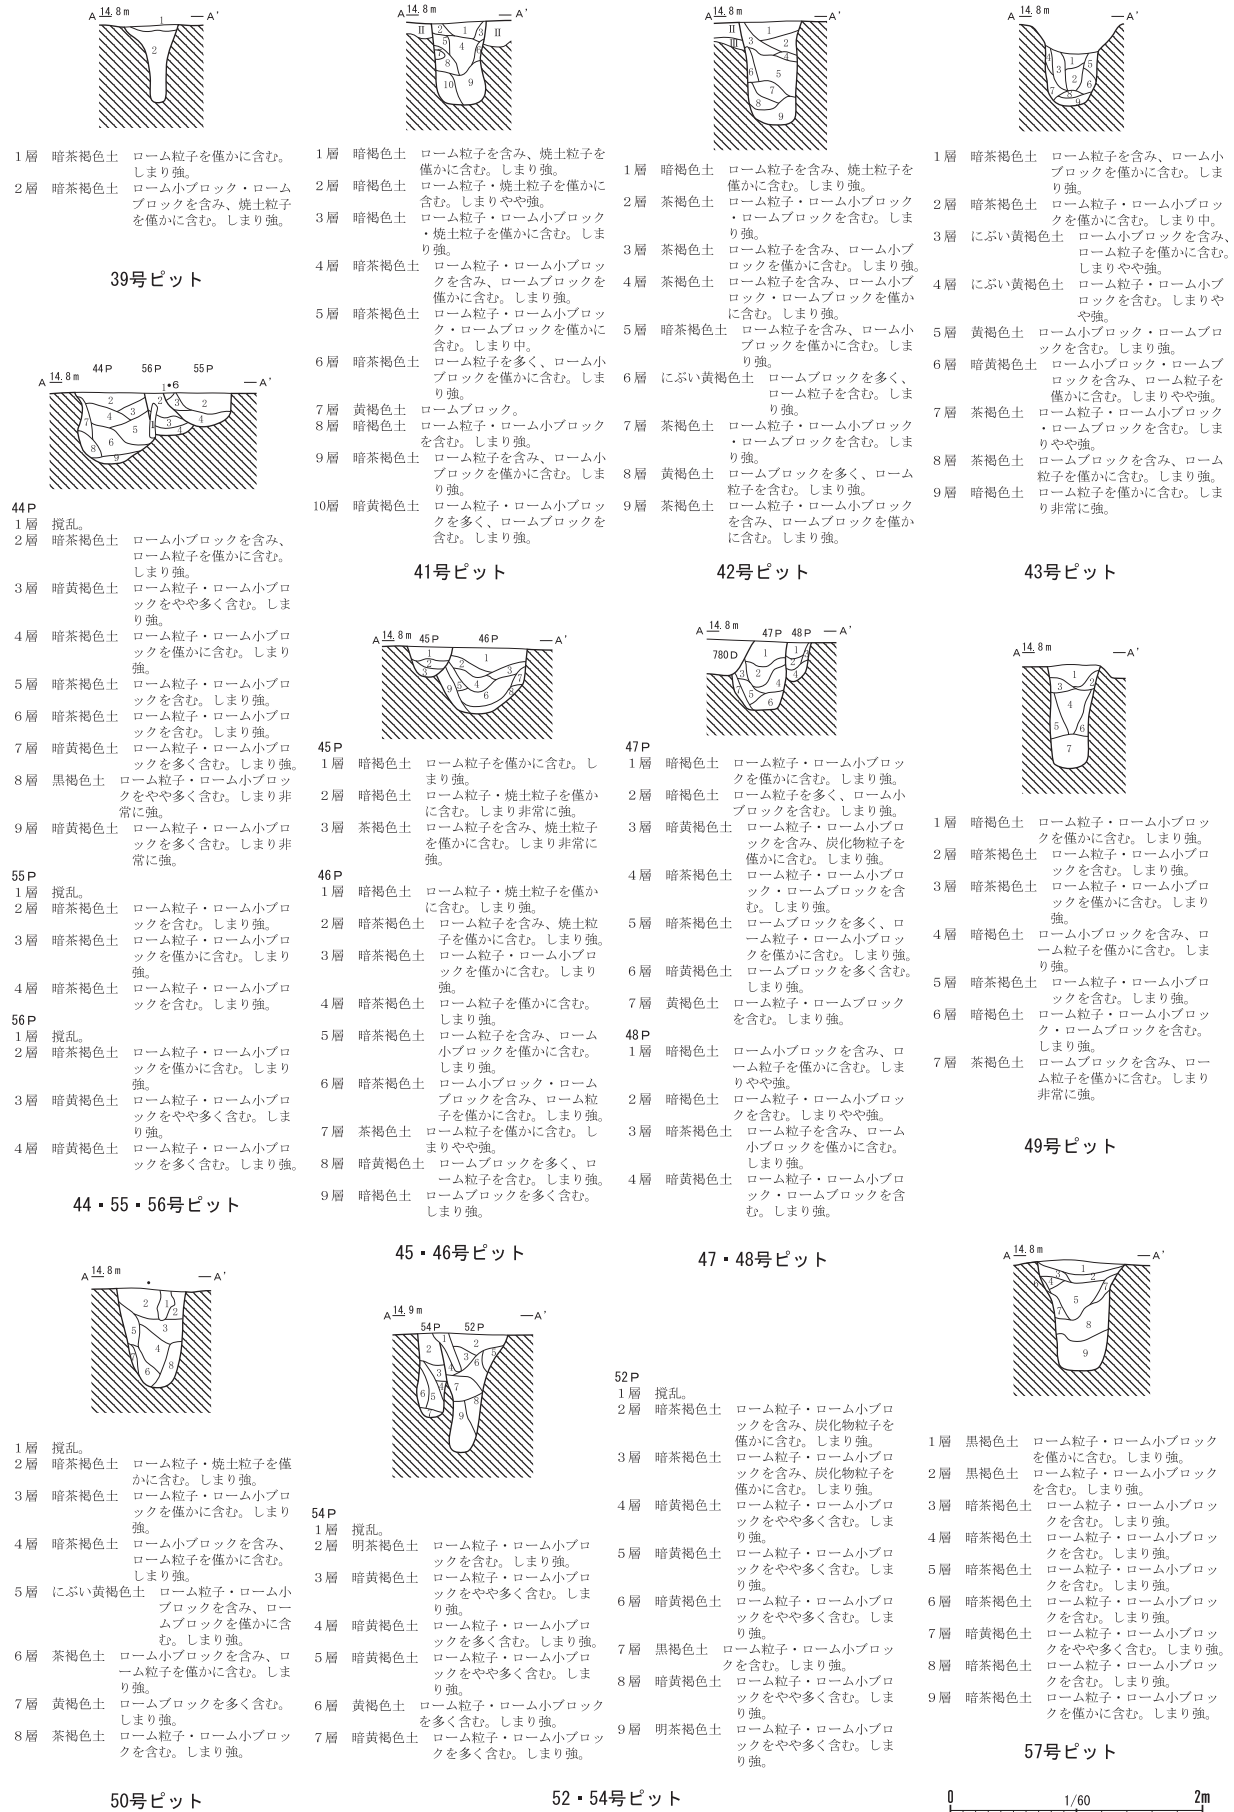 A 14.8m A'
1
2
1層 暗茶褐色土 ローム粒子を僅かに含む。
しまり強。
2層 暗茶褐色土 ローム小ブロック・ローム
ブロックを含み、焼土粒子
を僅かに含む。しまり強。
39号ピット
A 14.8m A'
Ⅱ 2 1 3 Ⅱ
5 4 6
7 8
10 9
1層 暗褐色土 ローム粒子を含み、焼土粒子を
僅かに含む。しまり強。
2層 暗褐色土 ローム粒子・焼土粒子を僅かに
含む。しまりやや強。
3層 暗褐色土 ローム粒子・ローム小ブロック
・焼土粒子を僅かに含む。しま
り強。
4層 暗茶褐色土 ローム粒子・ローム小ブロッ
クを含み、ロームブロックを
僅かに含む。しまり強。
5層 暗茶褐色土 ローム粒子・ローム小ブロッ
ク・ロームブロックを僅かに
含む。しまり中。
6層 暗茶褐色土 ローム粒子を多く、ローム小
ブロックを僅かに含む。しま
り強。
7層 黄褐色土 ロームブロック。
8層 暗褐色土 ローム粒子・ローム小ブロック
を含む。しまり強。
9層 暗茶褐色土 ローム粒子を含み、ローム小
ブロックを僅かに含む。しま
り強。
10層 暗黄褐色土 ローム粒子・ローム小ブロッ
クを多く、ロームブロックを
含む。しまり強。
41号ピット
A 14.8m A'
Ⅱ Ⅲ 3 1 2
4
6 5
7
8
9
1層 暗褐色土 ローム粒子を含み、焼土粒子を
僅かに含む。しまり強。
2層 茶褐色土 ローム粒子・ローム小ブロック
・ロームブロックを含む。しま
り強。
3層 茶褐色土 ローム粒子を含み、ローム小ブ
ロックを僅かに含む。しまり強。
4層 茶褐色土 ローム粒子を含み、ローム小ブ
ロック・ロームブロックを僅か
に含む。しまり強。
5層 暗茶褐色土 ローム粒子を含み、ローム小
ブロックを僅かに含む。しま
り強。
6層 にぶい黄褐色土 ロームブロックを多く、
ローム粒子を含む。しま
り強。
7層 茶褐色土 ローム粒子・ローム小ブロック
・ロームブロックを含む。しま
り強。
8層 黄褐色土 ロームブロックを多く、ローム
粒子を含む。しまり強。
9層 茶褐色土 ローム粒子・ローム小ブロック
を含み、ロームブロックを僅か
に含む。しまり強。
42号ピット
A 14.8m A'
4 3 1 5
2 6
7 8
9
1層 暗茶褐色土 ローム粒子を含み、ローム小
ブロックを僅かに含む。しま
り強。
2層 暗茶褐色土 ローム粒子・ローム小ブロッ
クを僅かに含む。しまり中。
3層 にぶい黄褐色土 ローム小ブロックを含み、
ローム粒子を僅かに含む。
しまりやや強。
4層 にぶい黄褐色土 ローム粒子・ローム小ブ
ロックを含む。しまりや
や強。
5層 黄褐色土 ローム小ブロック・ロームブロ
ックを含む。しまり強。
6層 暗黄褐色土 ローム小ブロック・ロームブ
ロックを含み、ローム粒子を
僅かに含む。しまりやや強。
7層 茶褐色土 ローム粒子・ローム小ブロック
・ロームブロックを含む。しま
りやや強。
8層 茶褐色土 ロームブロックを含み、ローム
粒子を僅かに含む。しまり強。
9層 暗褐色土 ローム粒子を僅かに含む。しま
り非常に強。
43号ピット
A 14.8m 44P 56P 55P A'
1 •6
2 2 3 2
7 4 3 4
5 1 3 4
8 6
9
44P
1層 撹乱。
2層 暗茶褐色土 ローム小ブロックを含み、
ローム粒子を僅かに含む。
しまり強。
3層 暗黄褐色土 ローム粒子・ローム小ブロ
ックをやや多く含む。しま
り強。
4層 暗茶褐色土 ローム粒子・ローム小ブロ
ックを僅かに含む。しまり
強。
5層 暗茶褐色土 ローム粒子・ローム小ブロ
ックを含む。しまり強。
6層 暗茶褐色土 ローム粒子・ローム小ブロ
ックを含む。しまり強。
7層 暗黄褐色土 ローム粒子・ローム小ブロ
ックを多く含む。しまり強。
8層 黒褐色土 ローム粒子・ローム小ブロッ
クをやや多く含む。しまり非
常に強。
9層 暗黄褐色土 ローム粒子・ローム小ブロ
ックを多く含む。しまり非
常に強。
55P
1層 撹乱。
2層 暗茶褐色土 ローム粒子・ローム小ブロ
ックを含む。しまり強。
3層 暗茶褐色土 ローム粒子・ローム小ブロ
ックを僅かに含む。しまり
強。
4層 暗茶褐色土 ローム粒子・ローム小ブロ
ックを含む。しまり強。
56P
1層 撹乱。
2層 暗茶褐色土 ローム粒子・ローム小ブロ
ックを僅かに含む。しまり
強。
3層 暗黄褐色土 ローム粒子・ローム小ブロ
ックをやや多く含む。しま
り強。
4層 暗黄褐色土 ローム粒子・ローム小ブロ
ックを多く含む。しまり強。
44・55・56号ピット
A 14.8m 45P 46P A'
1 1
2 2
3 3 7
9 5 4 8
6
45P
1層 暗褐色土 ローム粒子を僅かに含む。し
まり強。
2層 暗褐色土 ローム粒子・焼土粒子を僅か
に含む。しまり非常に強。
3層 茶褐色土 ローム粒子を含み、焼土粒子
を僅かに含む。しまり非常に
強。
46P
1層 暗褐色土 ローム粒子・焼土粒子を僅か
に含む。しまり強。
2層 暗茶褐色土 ローム粒子を含み、焼土粒
子を僅かに含む。しまり強。
3層 暗茶褐色土 ローム粒子・ローム小ブロ
ックを僅かに含む。しまり
強。
4層 暗茶褐色土 ローム粒子を僅かに含む。
しまり強。
5層 暗茶褐色土 ローム粒子を含み、ローム
小ブロックを僅かに含む。
しまり強。
6層 暗茶褐色土 ローム小ブロック・ローム
ブロックを含み、ローム粒
子を僅かに含む。しまり強。
7層 茶褐色土 ローム粒子を僅かに含む。し
まりやや強。
8層 暗黄褐色土 ロームブロックを多く、ロ
ーム粒子を含む。しまり強。
9層 暗褐色土 ロームブロックを多く含む。
しまり強。
45・46号ピット
A 14.8m 47P 48P A'
780D
1 1
3 2 4 2 3
7 5 4
6
47P
1層 暗褐色土 ローム粒子・ローム小ブロッ
クを僅かに含む。しまり強。
2層 暗褐色土 ローム粒子を多く、ローム小
ブロックを含む。しまり強。
3層 暗黄褐色土 ローム粒子・ローム小ブロ
ックを含み、炭化物粒子を
僅かに含む。しまり強。
4層 暗茶褐色土 ローム粒子・ローム小ブロ
ック・ロームブロックを含
む。しまり強。
5層 暗茶褐色土 ロームブロックを多く、ロ
ーム粒子・ローム小ブロッ
クを僅かに含む。しまり強。
6層 暗黄褐色土 ロームブロックを多く含む。
しまり強。
7層 黄褐色土 ローム粒子・ロームブロック
を含む。しまり強。
48P
1層 暗褐色土 ローム小ブロックを含み、ロ
ーム粒子を僅かに含む。しま
りやや強。
2層 暗褐色土 ローム粒子・ローム小ブロッ
クを含む。しまりやや強。
3層 暗茶褐色土 ローム粒子を含み、ローム
小ブロックを僅かに含む。
しまり強。
4層 暗黄褐色土 ローム粒子・ローム小ブロ
ック・ロームブロックを含
む。しまり強。
47・48号ピット
A 14.8m A'
1
3 2
4
5 6
7
1層 暗褐色土 ローム粒子・ローム小ブロッ
クを僅かに含む。しまり強。
2層 暗茶褐色土 ローム粒子・ローム小ブロ
ックを含む。しまり強。
3層 暗茶褐色土 ローム粒子・ローム小ブロ
ックを僅かに含む。しまり
強。
4層 暗褐色土 ローム小ブロックを含み、ロ
ーム粒子を僅かに含む。しま
り強。
5層 暗茶褐色土 ローム粒子・ローム小ブロ
ックを含む。しまり強。
6層 暗褐色土 ローム粒子・ローム小ブロッ
ク・ロームブロックを含む。
しまり強。
7層 茶褐色土 ロームブロックを含み、ロー
ム粒子を僅かに含む。しまり
非常に強。
49号ピット
A 14.8m A'
2 1 2
5 3
4
7 6 8
1層 撹乱。
2層 暗茶褐色土 ローム粒子・焼土粒子を僅
かに含む。しまり強。
3層 暗茶褐色土 ローム粒子・ローム小ブロ
ックを僅かに含む。しまり
強。
4層 暗茶褐色土 ローム小ブロックを含み、
ローム粒子を僅かに含む。
しまり強。
5層 にぶい黄褐色土 ローム粒子・ローム小
ブロックを含み、ロー
ムブロックを僅かに含
む。しまり強。
6層 茶褐色土 ローム小ブロックを含み、ロ
ーム粒子を僅かに含む。しま
り強。
7層 黄褐色土 ロームブロックを多く含む。
しまり強。
8層 茶褐色土 ローム粒子・ローム小ブロッ
クを含む。しまり強。
50号ピット
A 14.9m A'
54P 52P
2 1 2
3 4 3 6 5
6 5 4 7 8
7 9
54P
1層 撹乱。
2層 明茶褐色土 ローム粒子・ローム小ブロ
ックを含む。しまり強。
3層 暗黄褐色土 ローム粒子・ローム小ブロ
ックをやや多く含む。しま
り強。
4層 暗黄褐色土 ローム粒子・ローム小ブロ
ックを多く含む。しまり強。
5層 暗黄褐色土 ローム粒子・ローム小ブロ
ックをやや多く含む。しま
り強。
6層 黄褐色土 ローム粒子・ローム小ブロック
を多く含む。しまり強。
7層 暗黄褐色土 ローム粒子・ローム小ブロッ
クを多く含む。しまり強。
52P
1層 撹乱。
2層 暗茶褐色土 ローム粒子・ローム小ブロ
ックを含み、炭化物粒子を
僅かに含む。しまり強。
3層 暗茶褐色土 ローム粒子・ローム小ブロ
ックを含み、炭化物粒子を
僅かに含む。しまり強。
4層 暗黄褐色土 ローム粒子・ローム小ブロ
ックをやや多く含む。しま
り強。
5層 暗黄褐色土 ローム粒子・ローム小ブロ
ックをやや多く含む。しま
り強。
6層 暗黄褐色土 ローム粒子・ローム小ブロ
ックをやや多く含む。しま
り強。
7層 黒褐色土 ローム粒子・ローム小ブロッ
クを含む。しまり強。
8層 暗黄褐色土 ローム粒子・ローム小ブロ
ックをやや多く含む。しま
り強。
9層 明茶褐色土 ローム粒子・ローム小ブロ
ックをやや多く含む。しま
り強。
52・54号ピット
A 14.8m A'
1
6 4 3 2
7 5 7
8
9
1層 黒褐色土 ローム粒子・ローム小ブロック
を僅かに含む。しまり強。
2層 黒褐色土 ローム粒子・ローム小ブロック
を含む。しまり強。
3層 暗茶褐色土 ローム粒子・ローム小ブロッ
クを含む。しまり強。
4層 暗茶褐色土 ローム粒子・ローム小ブロッ
クを含む。しまり強。
5層 暗茶褐色土 ローム粒子・ローム小ブロッ
クを含む。しまり強。
6層 暗茶褐色土 ローム粒子・ローム小ブロッ
クを含む。しまり強。
7層 暗黄褐色土 ローム粒子・ローム小ブロッ
クをやや多く含む。しまり強。
8層 暗茶褐色土 ローム粒子・ローム小ブロッ
クを含む。しまり強。
9層 暗茶褐色土 ローム粒子・ローム小ブロッ
クを僅かに含む。しまり強。
57号ピット
0 1/60 2m